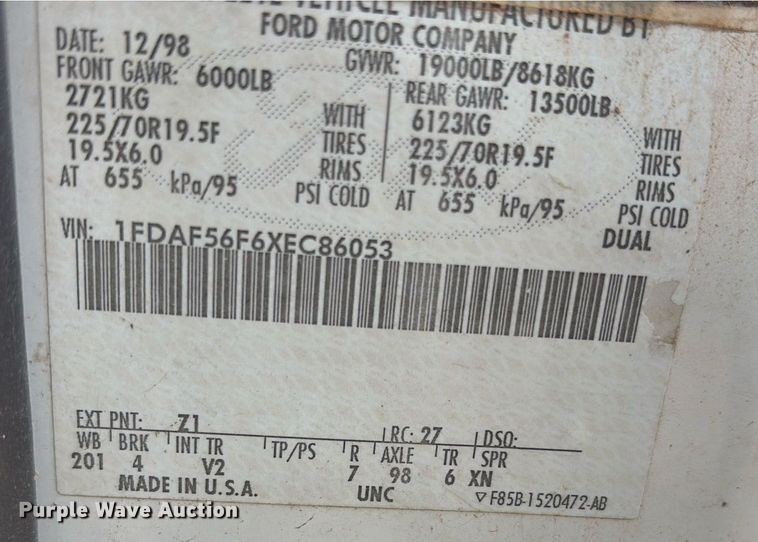 VEHICLE MANUFACTURED BY
FORD MOTOR COMPANY
DATE: 12/98
GVWR: 19000LB/8618KG
FRONT GAWR: 6000LB
2721KG
225/70R19.5F
19.5X6.0
AT 655 kPa/95
WITH
TIRES
RIMS
PSI COLD
REAR GAWR: 13500LB
6123KG
225/70R19.5F
19.5X6.0
AT 655 kPa/95
WITH
TIRES
RIMS
PSI COLD
DUAL
VIN: 1FDAF56F6XEC86053
EXT PNT: Z1 RC: 27 DSO:
WB BRK INT TR TP/PS R AXLE TR SPR
201 4 V2 7 98 6 XN
MADE IN U.S.A. UNC F85B-1520472-AB
Purple Wave Auction